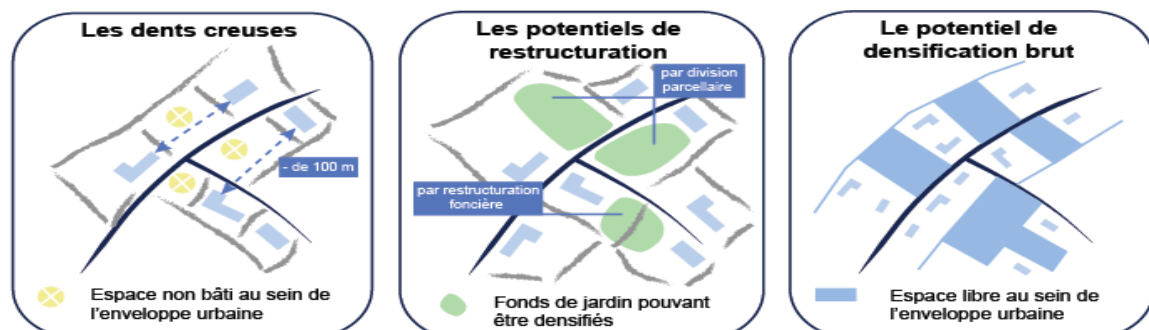 Les dents creuses
- de 100 m
Espace non bâti au sein de
l'enveloppe urbaine
Les potentiels de
restructuration
par division
parcellaire
par restructuration
foncière
Fonds de jardin pouvant
être densifiés
Le potentiel de
densification brut
Espace libre au sein de
l'enveloppe urbaine